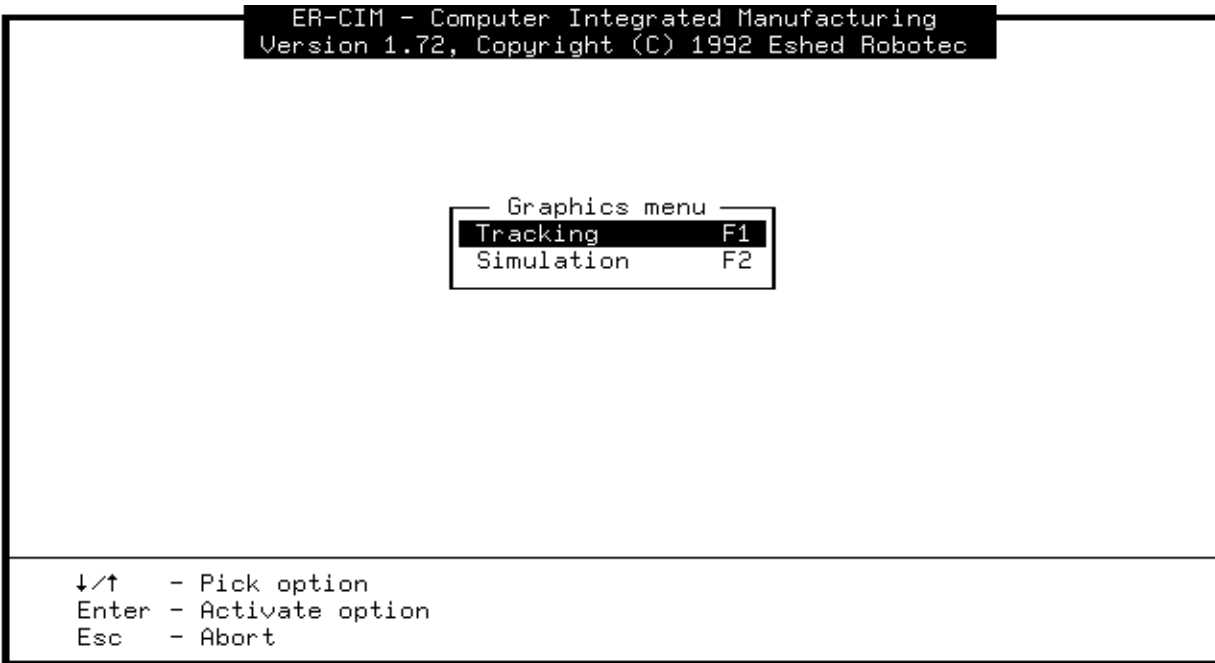 ER-CIM - Computer Integrated Manufacturing
Version 1.72, Copyright (C) 1992 Eshed Robotec
Graphics menu
Tracking F1
Simulation F2
↓/↑ - Pick option
Enter - Activate option
Esc - Abort